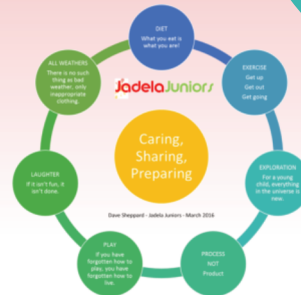 DIET
What you eat is
what you are!
ALL WEATHERS
There is no such
thing as bad
weather, only
inappropriate
clothing.
JadelaJuniors
EXERCISE
Get up
Get out
Get going
Caring,
Sharing,
Preparing
LAUGHTER
If it isn't fun, it
isn't done.
EXPLORATION
For a young
child, everything
in the universe is
new.
Dave Sheppard - Jadela Juniors - March 2016
PLAY
If you have
forgotten how to
play, you have
forgotten how to
live.
PROCESS
NOT
Product